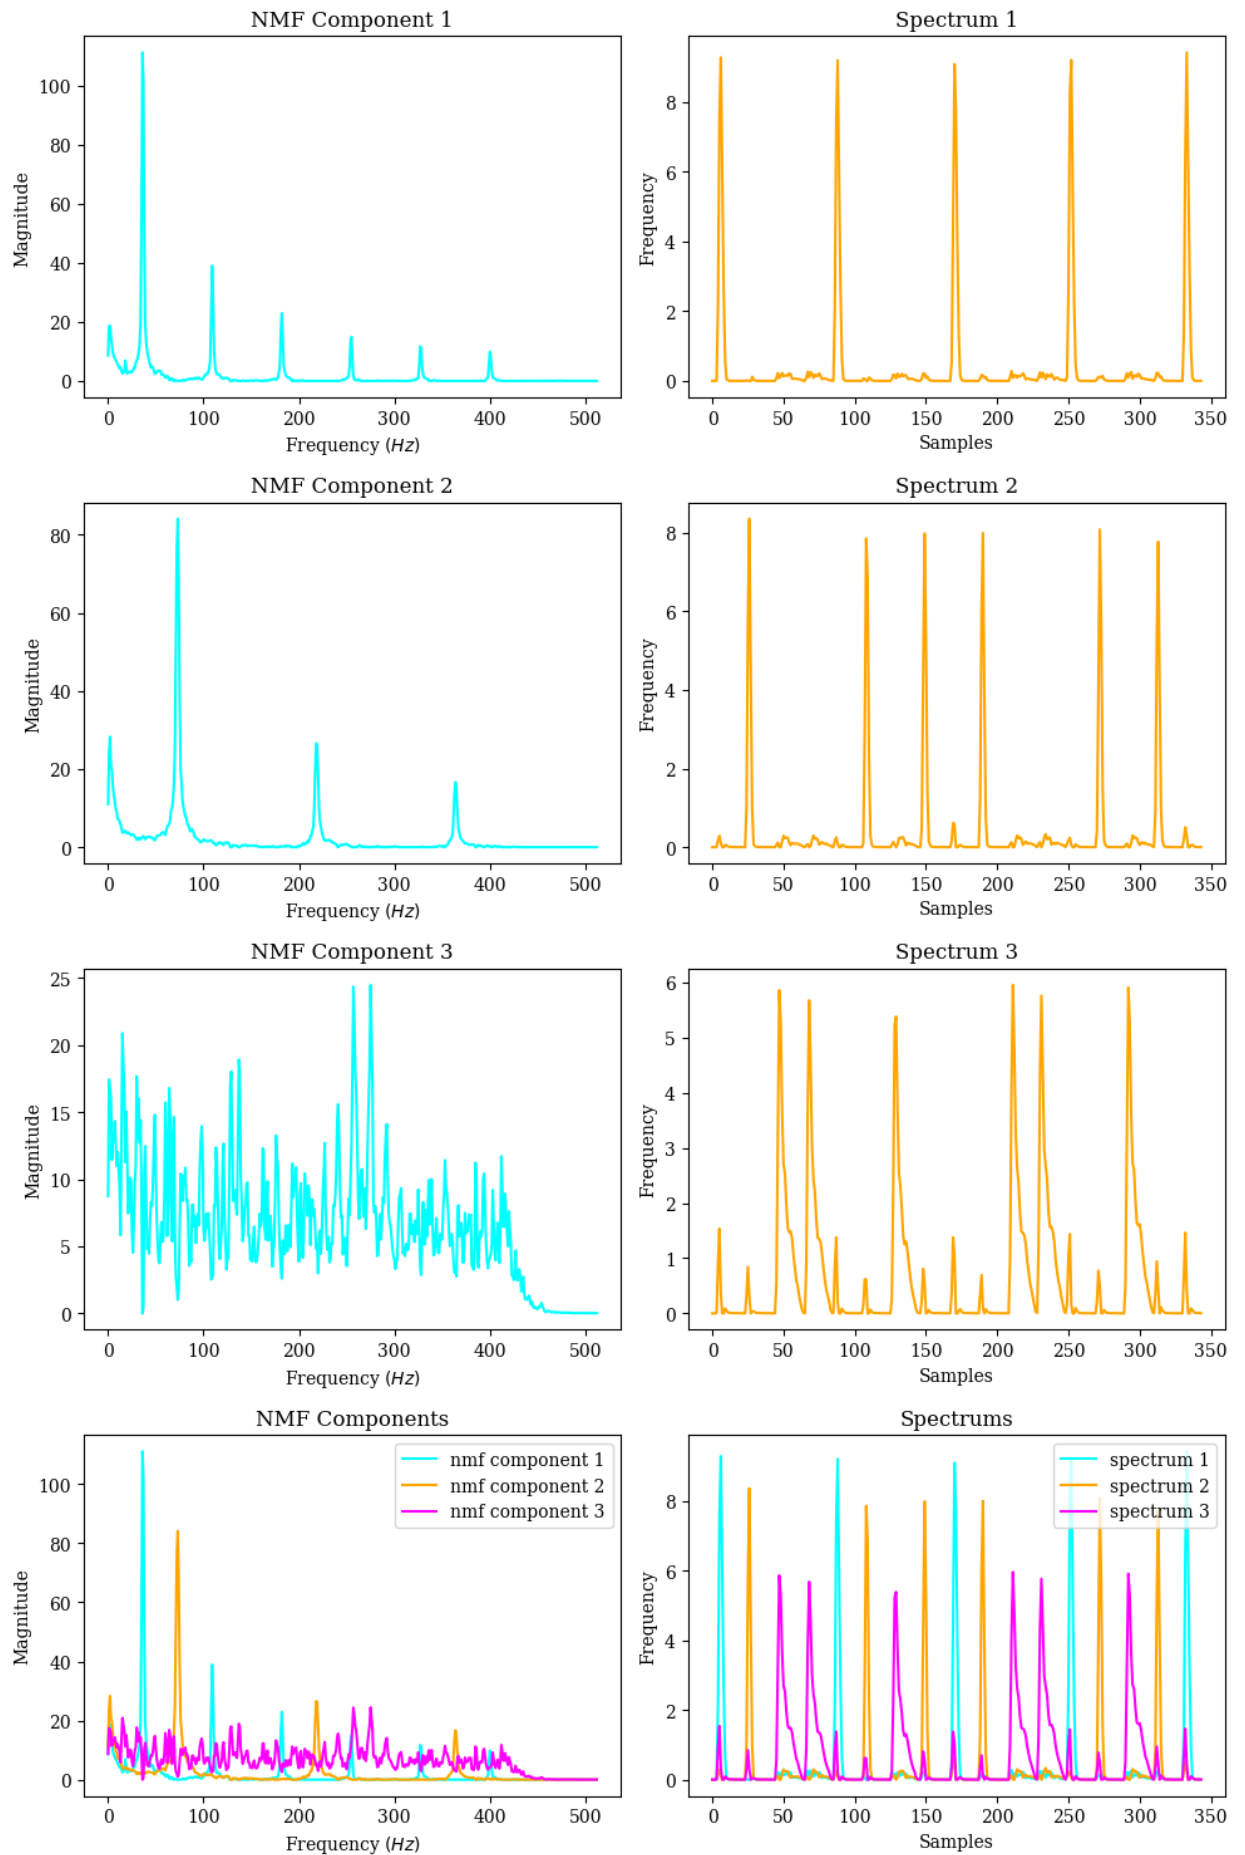 NMF Component 1
Spectrum 1
Magnitude
100
80
60
40
20
0
0 100 200 300 400 500
Frequency (Hz)
Frequency
8
6
4
2
0
0 50 100 150 200 250 300 350
Samples
NMF Component 2
Spectrum 2
Magnitude
80
60
40
20
0
0 100 200 300 400 500
Frequency (Hz)
Frequency
8
6
4
2
0
0 50 100 150 200 250 300 350
Samples
NMF Component 3
Spectrum 3
Magnitude
25
20
15
10
5
0
0 100 200 300 400 500
Frequency (Hz)
Frequency
6
5
4
3
2
1
0
0 50 100 150 200 250 300 350
Samples
NMF Components
Spectrums
Magnitude
100
80
60
40
20
0
nmf component 1
nmf component 2
nmf component 3
0 100 200 300 400 500
Frequency (Hz)
Frequency
8
6
4
2
0
spectrum 1
spectrum 2
spectrum 3
0 50 100 150 200 250 300 350
Samples